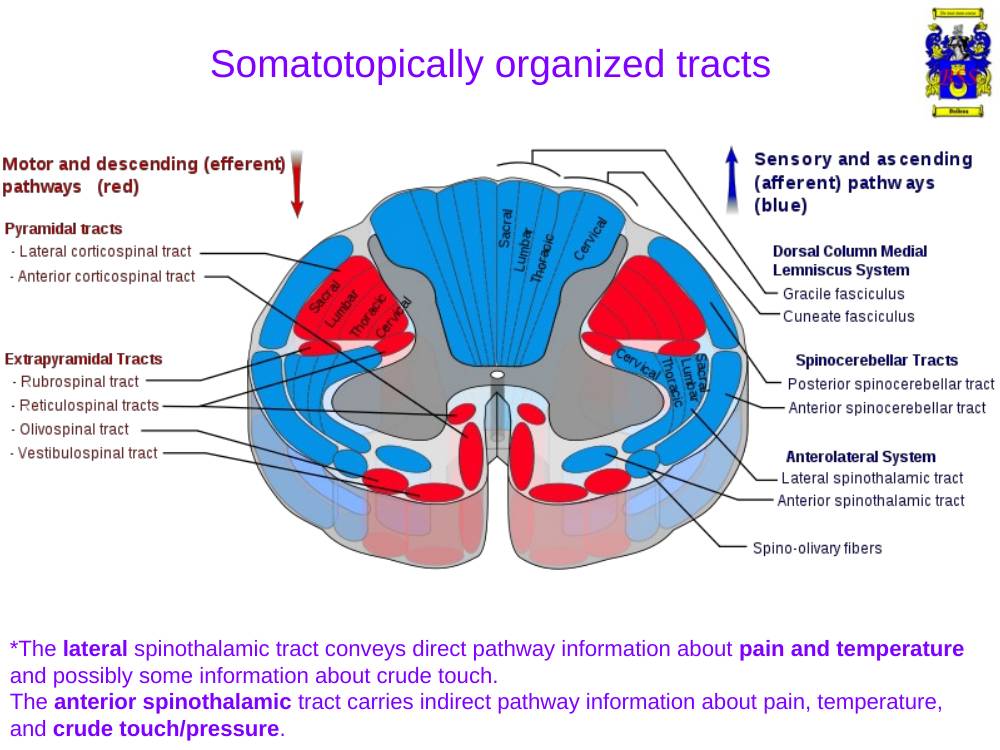 Somatotopically organized tracts
Motor and descending (efferent)
pathways (red)
Pyramidal tracts
- Lateral corticospinal tract
- Anterior corticospinal tract
Extrapyramidal Tracts
- Rubrospinal tract
- Reticulospinal tracts
- Olivospinal tract
- Vestibulospinal tract
Sacral
Lumbar
Thoracic
Cervical
Sacral
Lumbar
Thoracic
Cervical
Cervical
Thoracic
Lumbar
Sacral
Sensory and ascending
(afferent) pathways
(blue)
Dorsal Column Medial
Lemniscus System
Gracile fasciculus
Cuneate fasciculus
Spinocerebellar Tracts
Posterior spinocerebellar tract
Anterior spinocerebellar tract
Anterolateral System
Lateral spinothalamic tract
Anterior spinothalamic tract
Spino-olivary fibers
*The lateral spinothalamic tract conveys direct pathway information about pain and temperature
and possibly some information about crude touch.
The anterior spinothalamic tract carries indirect pathway information about pain, temperature,
and crude touch/pressure.